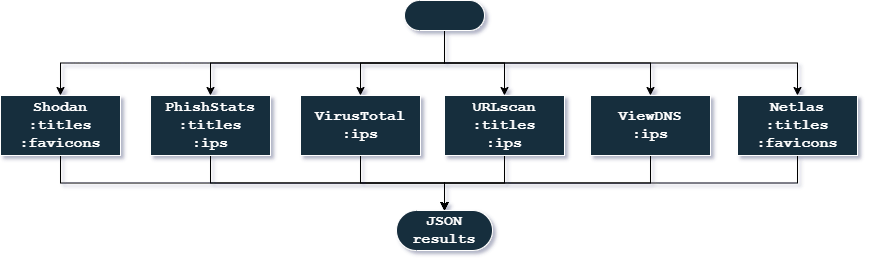 Shodan
:titles
:favicons
PhishStats
:titles
:ips
VirusTotal
:ips
URLscan
:titles
:ips
ViewDNS
:ips
Netlas
:titles
:favicons
JSON
results